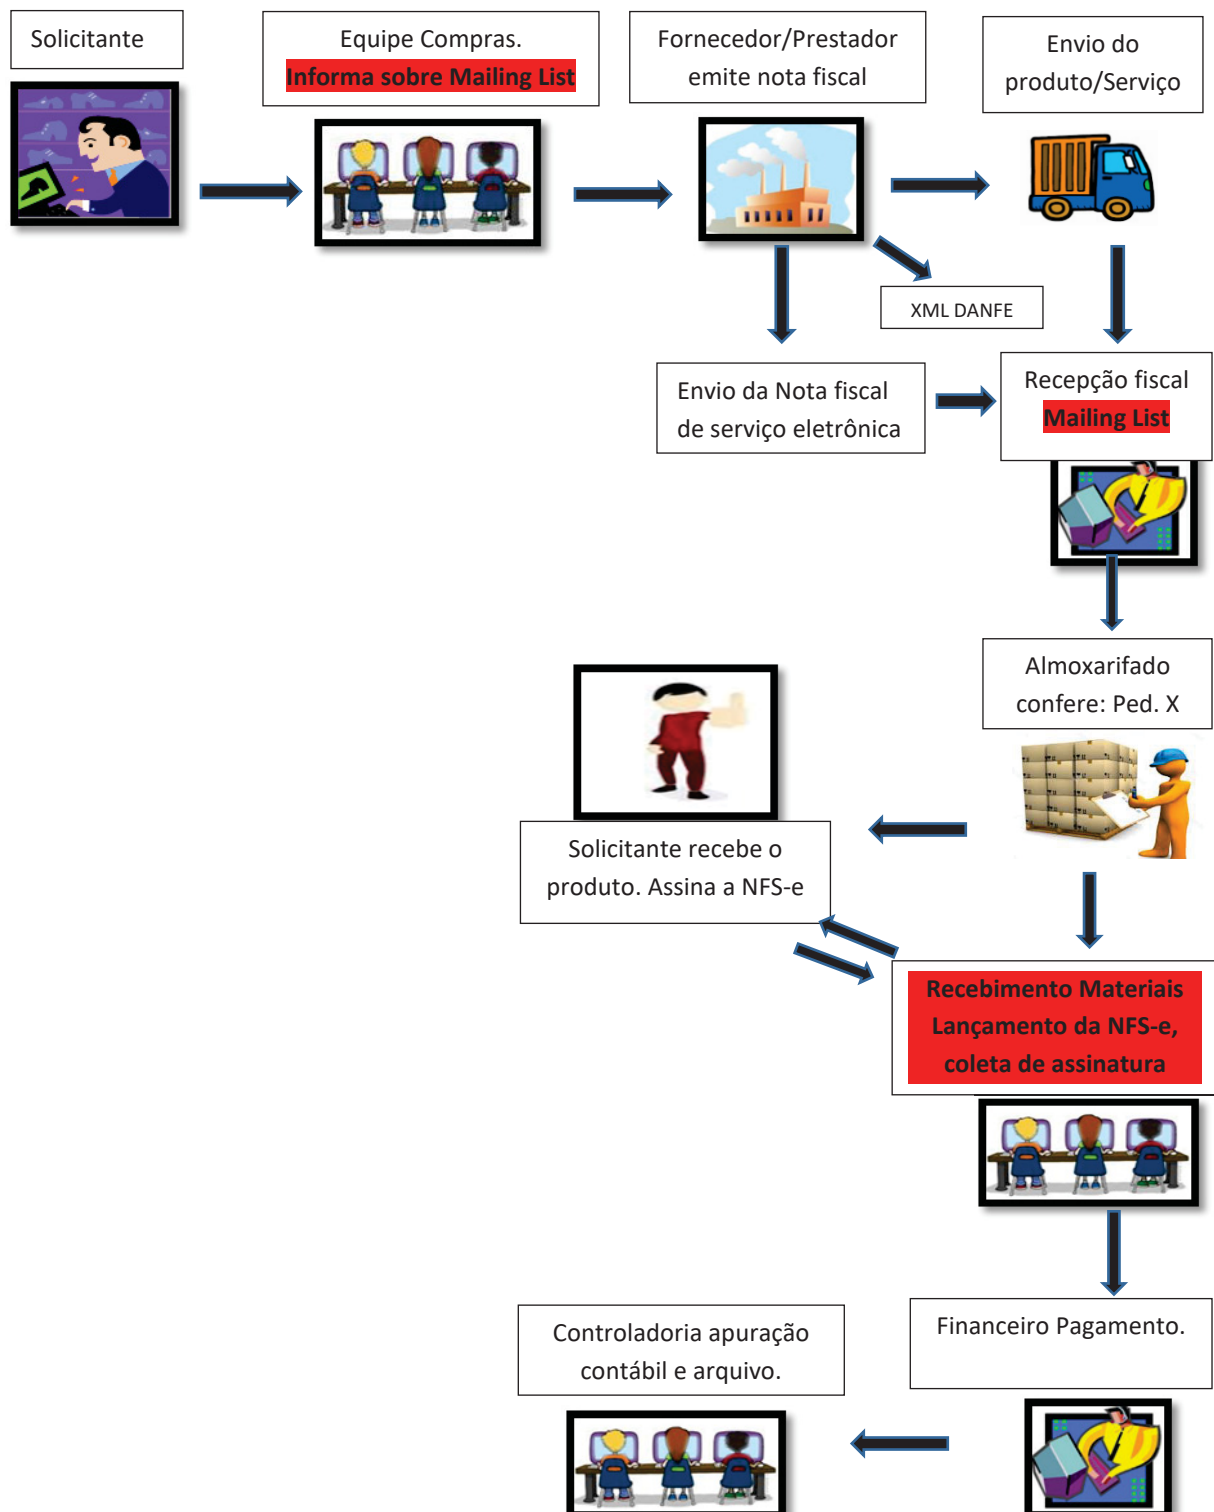 Solicitante
Equipe Compras.
Informa sobre Mailing List
Fornecedor/Prestador
emite nota fiscal
Envio do
produto/Serviço
XML DANFE
Envio da Nota fiscal
de serviço eletrônica
Recepção fiscal
Mailing List
Almoxarifado
confere: Ped. X
Solicitante recebe o
produto. Assina a NFS-e
Recebimento Materiais
Lançamento da NFS-e,
coleta de assinatura
Financeiro Pagamento.
Controladoria apuração
contábil e arquivo.